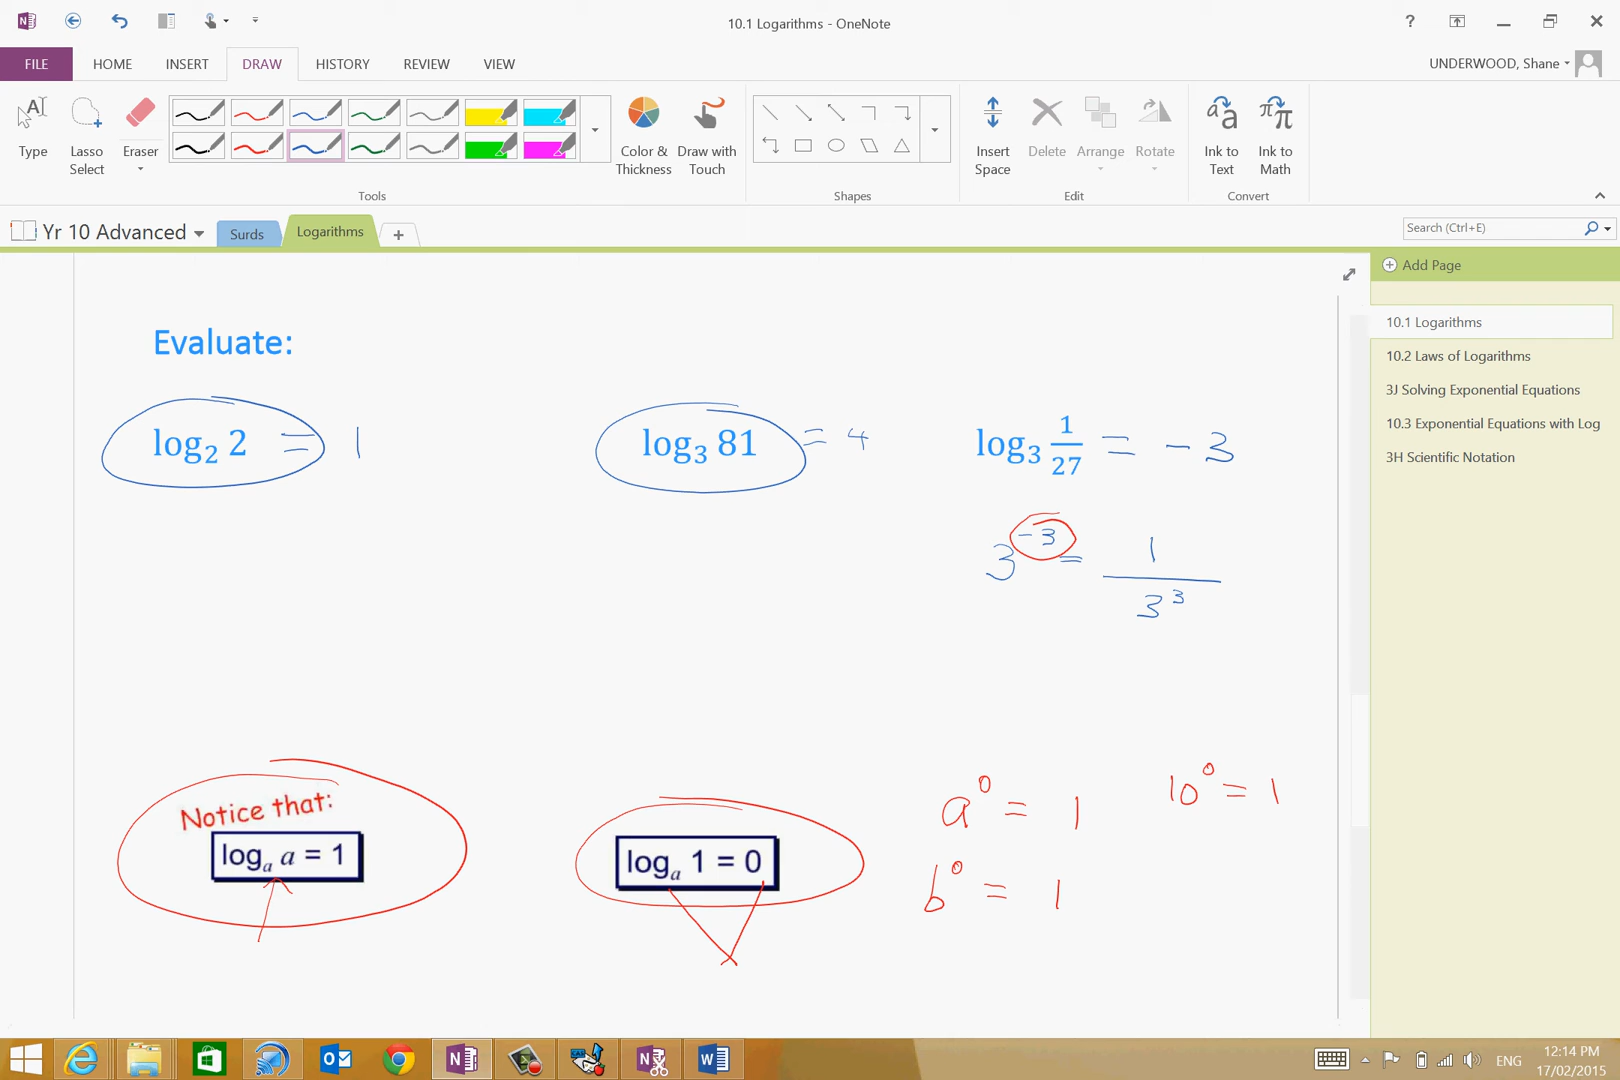 10.1 Logarithms - OneNote
FILE HOME INSERT DRAW HISTORY REVIEW VIEW
UNDERWOOD, Shane
Type
Lasso Select
Eraser
Color & Thickness
Draw with Touch
Insert Space
Delete
Arrange
Rotate
Ink to Text
Ink to Math
Tools
Shapes
Edit
Convert
Yr 10 Advanced
Surds
Logarithms
Search (Ctrl+E)
Add Page
10.1 Logarithms
10.2 Laws of Logarithms
3J Solving Exponential Equations
10.3 Exponential Equations with Log
3H Scientific Notation
Evaluate:
log₂ 2 = 1
log₃ 81 = 4
log₃ 1/27 = -3
3⁻³ = 1/3³
Notice that:
logₐ a = 1
logₐ 1 = 0
a⁰ = 1
10⁰ = 1
b⁰ = 1
ENG
12:14 PM
17/02/2015